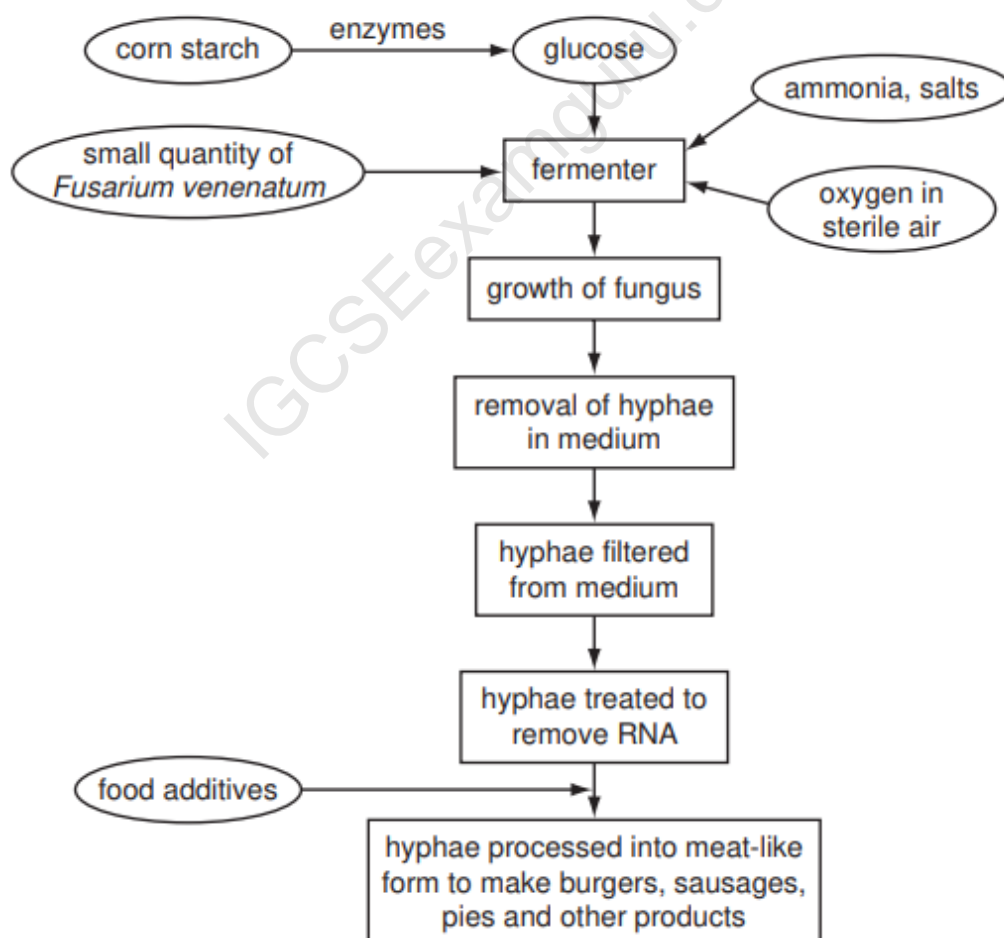 corn starch
enzymes
glucose
ammonia, salts
small quantity of
Fusarium venenatum
fermenter
oxygen in
sterile air
growth of fungus
removal of hyphae
in medium
hyphae filtered
from medium
hyphae treated to
remove RNA
food additives
hyphae processed into meat-like
form to make burgers, sausages,
pies and other products
IGCSEexamguru.c